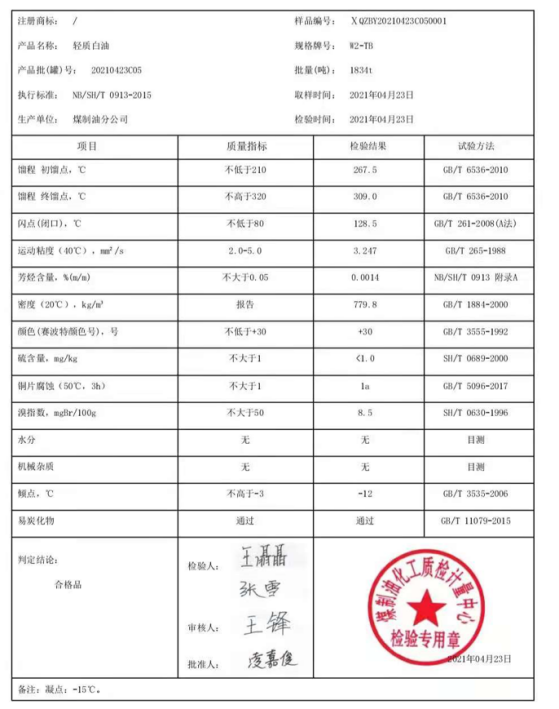 注册商标： /
样品编号： XQZBY20210423C050001
产品名称： 轻质白油
规格牌号： W2-TB
产品批(罐)号： 20210423C05
批量(吨)： 1834t
执行标准： NB/SH/T 0913-2015
取样时间： 2021年04月23日
生产单位： 煤制油分公司
检验时间： 2021年04月23日
项目 质量指标 检验结果 试验方法
馏程 初馏点，℃ 不低于210 267.5 GB/T 6536-2010
馏程 终馏点，℃ 不高于320 309.0 GB/T 6536-2010
闪点(闭口)，℃ 不低于80 128.5 GB/T 261-2008(A法)
运动粘度（40℃），mm²/s 2.0-5.0 3.247 GB/T 265-1988
芳烃含量，%(m/m) 不大于0.05 0.0014 NB/SH/T 0913 附录A
密度（20℃），kg/m³ 报告 779.8 GB/T 1884-2000
颜色(赛波特颜色号)，号 不低于+30 +30 GB/T 3555-1992
硫含量，mg/kg 不大于1 <1.0 SH/T 0689-2000
铜片腐蚀（50℃，3h） 不大于1 1a GB/T 5096-2017
溴指数，mgBr/100g 不大于50 8.5 SH/T 0630-1996
水分 无 无 目测
机械杂质 无 无 目测
倾点，℃ 不高于-3 -12 GB/T 3535-2006
易炭化物 通过 通过 GB/T 11079-2015
判定结论：
合格品
检验人： 王聶聶
张雪
审核人： 王锋
批准人： 凌嘉俊
煤制油化工质检计量中心
检验专用章
2021年04月23日
备注：凝点：-15℃。